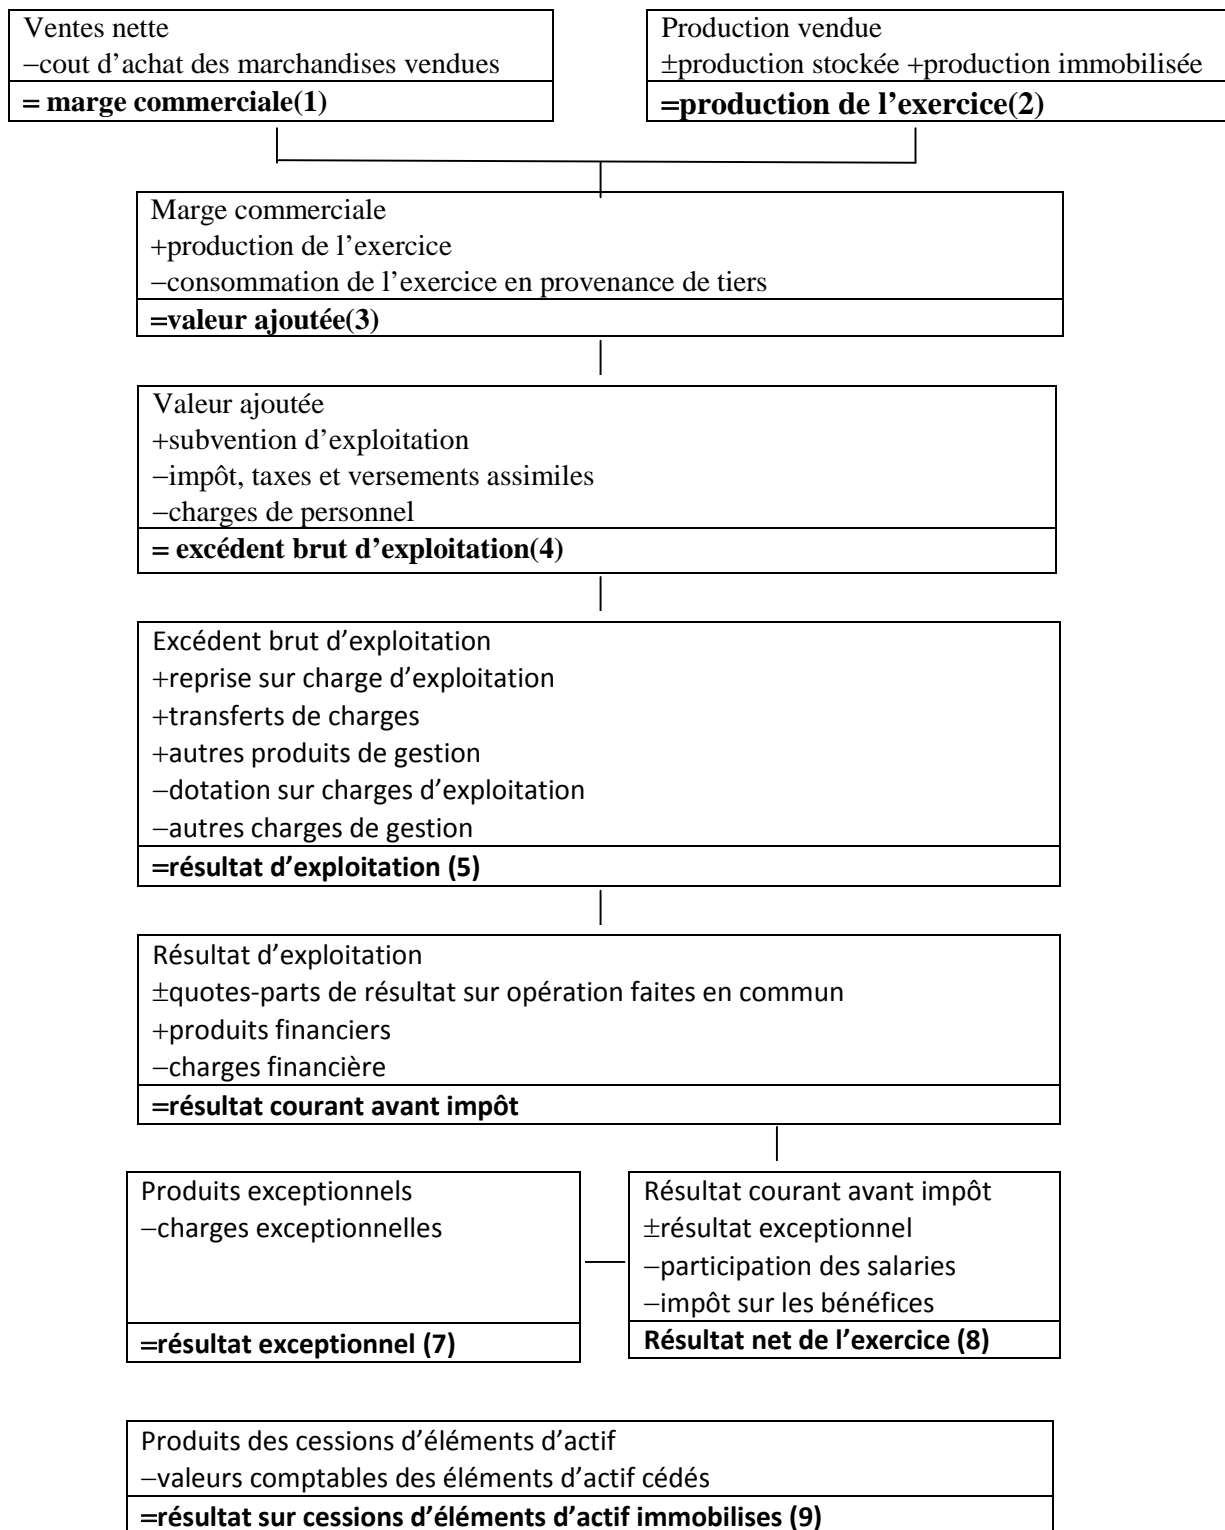 Ventes nette
−cout d’achat des marchandises vendues
= marge commerciale(1)
Production vendue
±production stockée +production immobilisée
=production de l’exercice(2)
Marge commerciale
+production de l’exercice
−consommation de l’exercice en provenance de tiers
=valeur ajoutée(3)
Valeur ajoutée
+subvention d’exploitation
−impôt, taxes et versements assimiles
−charges de personnel
= excédent brut d’exploitation(4)
Excédent brut d’exploitation
+reprise sur charge d’exploitation
+transferts de charges
+autres produits de gestion
−dotation sur charges d’exploitation
−autres charges de gestion
=résultat d’exploitation (5)
Résultat d’exploitation
±quotes-parts de résultat sur opération faites en commun
+produits financiers
−charges financière
=résultat courant avant impôt
Produits exceptionnels
−charges exceptionnelles
=résultat exceptionnel (7)
Résultat courant avant impôt
±résultat exceptionnel
−participation des salaries
−impôt sur les bénéfices
Résultat net de l’exercice (8)
Produits des cessions d’éléments d’actif
−valeurs comptables des éléments d’actif cédés
=résultat sur cessions d’éléments d’actif immobilises (9)